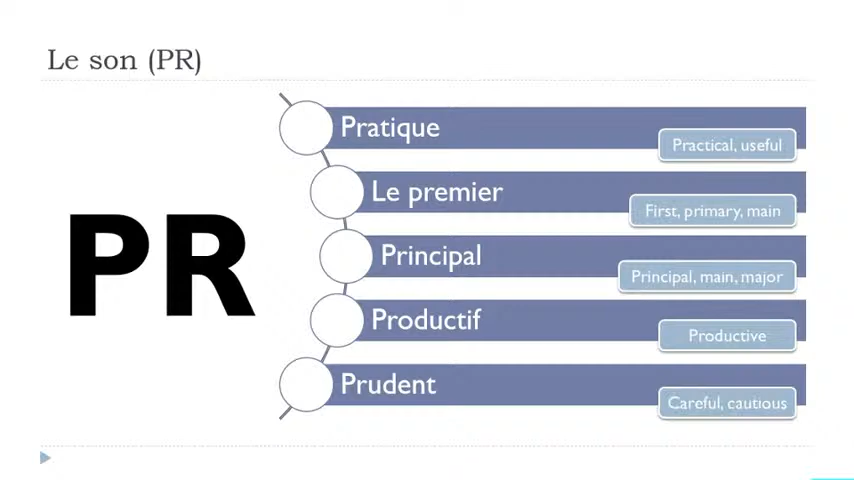 Le son (PR)
PR
Pratique
Practical, useful
Le premier
First, primary, main
Principal
Principal, main, major
Productif
Productive
Prudent
Careful, cautious